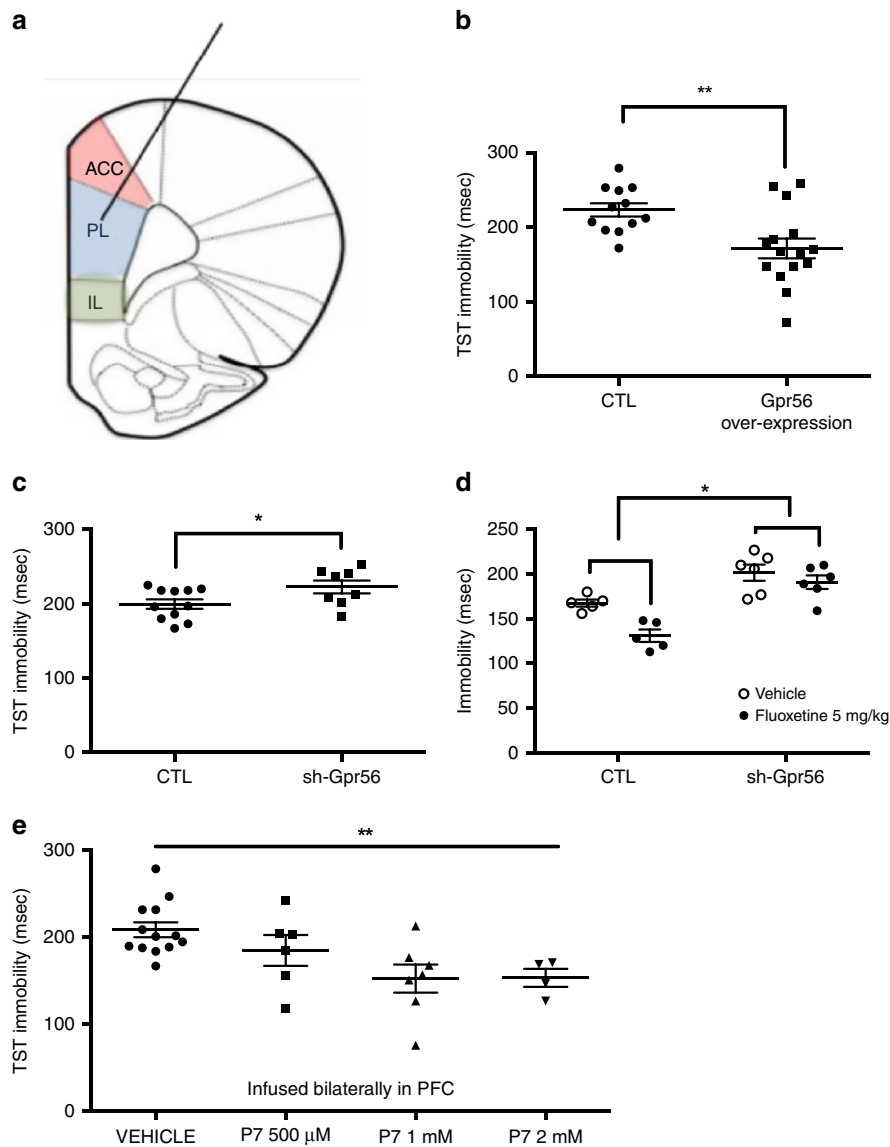 a
ACC
PL
IL
b
**
TST immobility (msec)
300
200
100
0
CTL
Gpr56
over-expression
c
*
TST immobility (msec)
300
200
100
0
CTL
sh-Gpr56
d
*
Immobility (msec)
250
200
150
100
50
0
Vehicle
Fluoxetine 5 mg/kg
CTL
sh-Gpr56
e
**
TST immobility (msec)
300
200
100
0
Infused bilaterally in PFC
VEHICLE
P7 500 μM
P7 1 mM
P7 2 mM